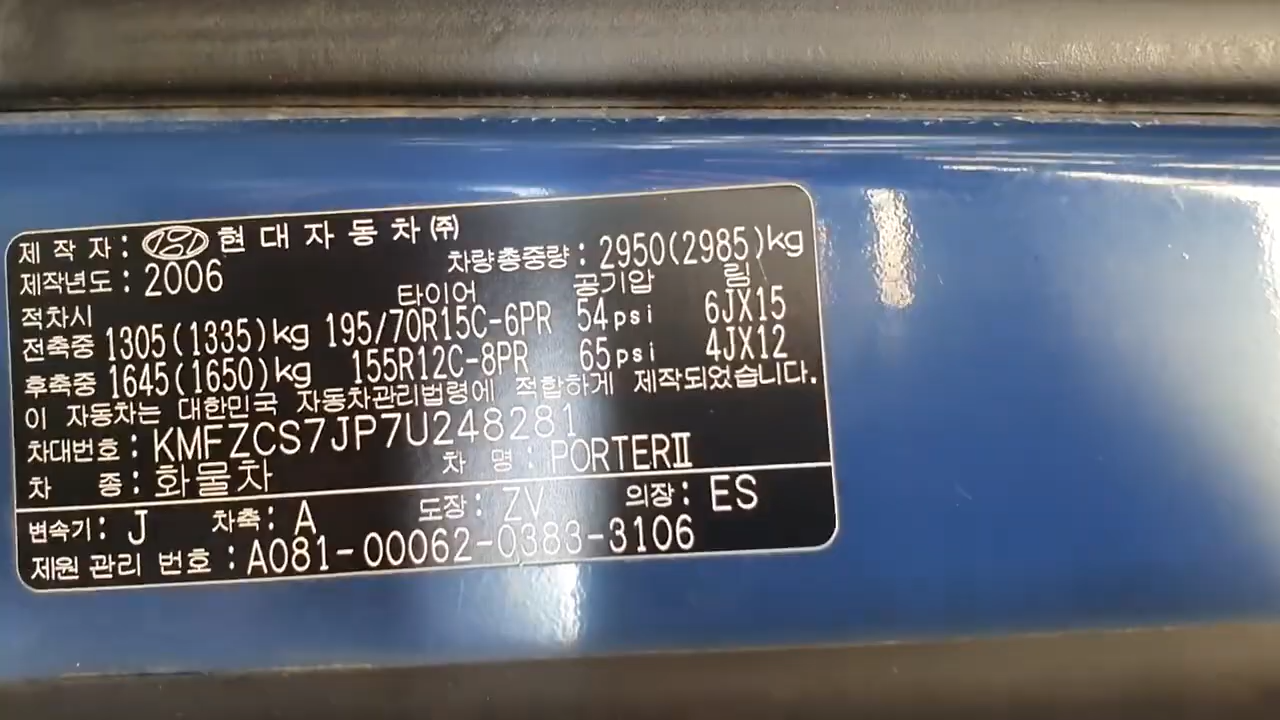 제 작 자 : 현 대 자 동 차 ㈜
제작년도 : 2006 차량총중량 : 2950(2985)kg
적차시 타이어 공기압 림
전축중 1305(1335)kg 195/70R15C-6PR 54psi 6JX15
후축중 1645(1650)kg 155R12C-8PR 65psi 4JX12
이 자동차는 대한민국 자동차관리법령에 적합하게 제작되었습니다.
차대번호 : KMFZCS7JP7U248281
차 종 : 화물차 차 명 : PORTERⅡ
변속기 : J 차축 : A 도장 : ZV 의장 : ES
제원 관리 번호 : A081-00062-0383-3106